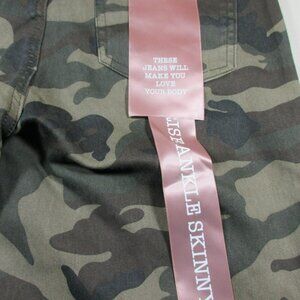 THESE
JEANS WILL
MAKE YOU
LOVE
YOUR BODY
ANKLE SKINNY